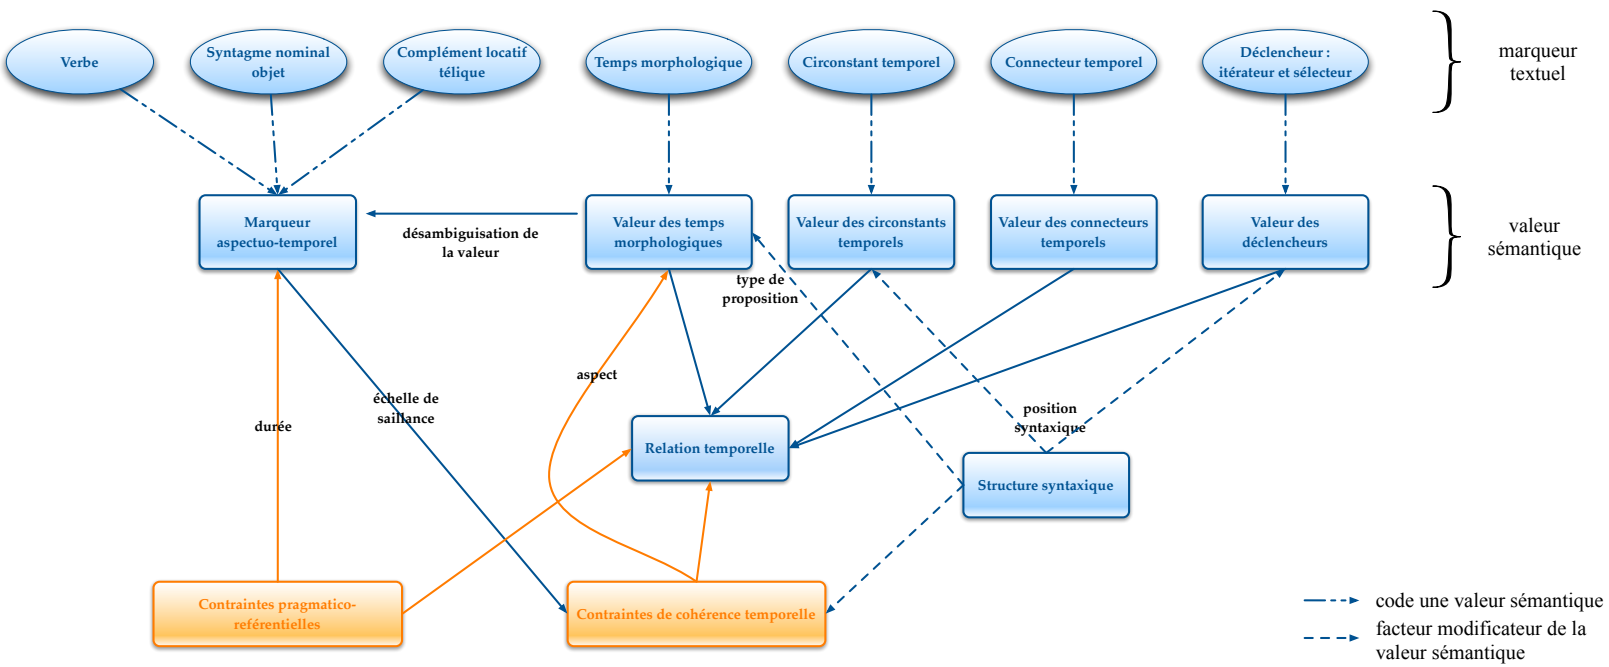 Verbe
Syntagme nominal
objet
Complément locatif
télique
Temps morphologique
Circonstant temporel
Connecteur temporel
Déclencheur :
itérateur et sélecteur
marqueur
textuel
Marqueur
aspectuo-temporel
désambiguisation de
la valeur
Valeur des temps
morphologiques
Valeur des circonstants
temporels
Valeur des connecteurs
temporels
Valeur des
déclencheurs
valeur
sémantique
type de
proposition
aspect
échelle de
saillance
durée
position
syntaxique
Relation temporelle
Structure syntaxique
Contraintes pragmatico-
reférentielles
Contraintes de cohérence temporelle
code une valeur sémantique
facteur modificateur de la
valeur sémantique